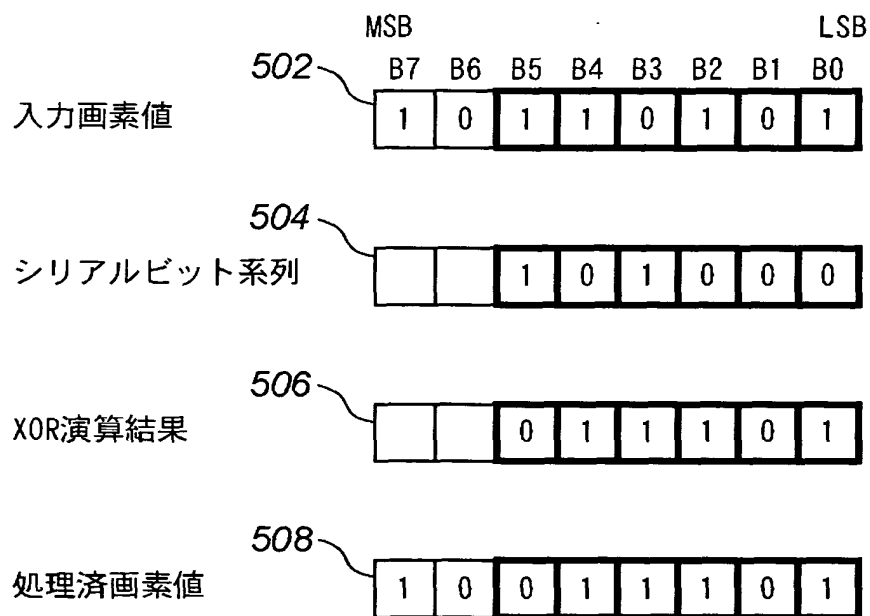 MSB LSB
502 B7 B6 B5 B4 B3 B2 B1 B0
入力画素値 1 0 1 1 0 1 0 1
504
シリアルビット系列 1 0 1 0 0 0
506
XOR演算結果 0 1 1 1 0 1
508
処理済画素値 1 0 0 1 1 1 0 1